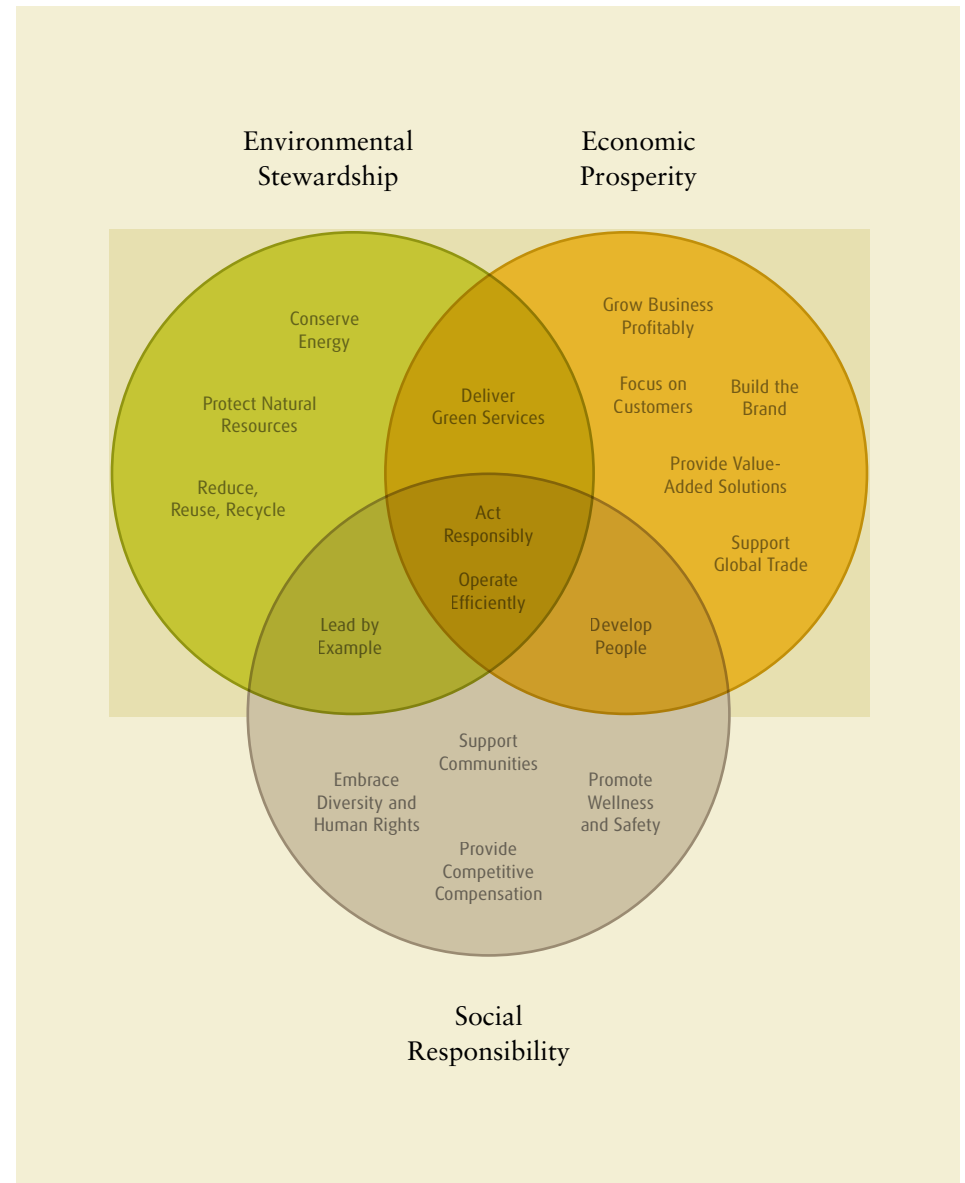 Environmental
Stewardship
Economic
Prosperity
Conserve
Energy
Protect Natural
Resources
Reduce,
Reuse, Recycle
Deliver
Green Services
Grow Business
Profitably
Focus on
Customers
Build the
Brand
Provide Value-
Added Solutions
Support
Global Trade
Act
Responsibly
Operate
Efficiently
Lead by
Example
Develop
People
Support
Communities
Embrace
Diversity and
Human Rights
Promote
Wellness
and Safety
Provide
Competitive
Compensation
Social
Responsibility